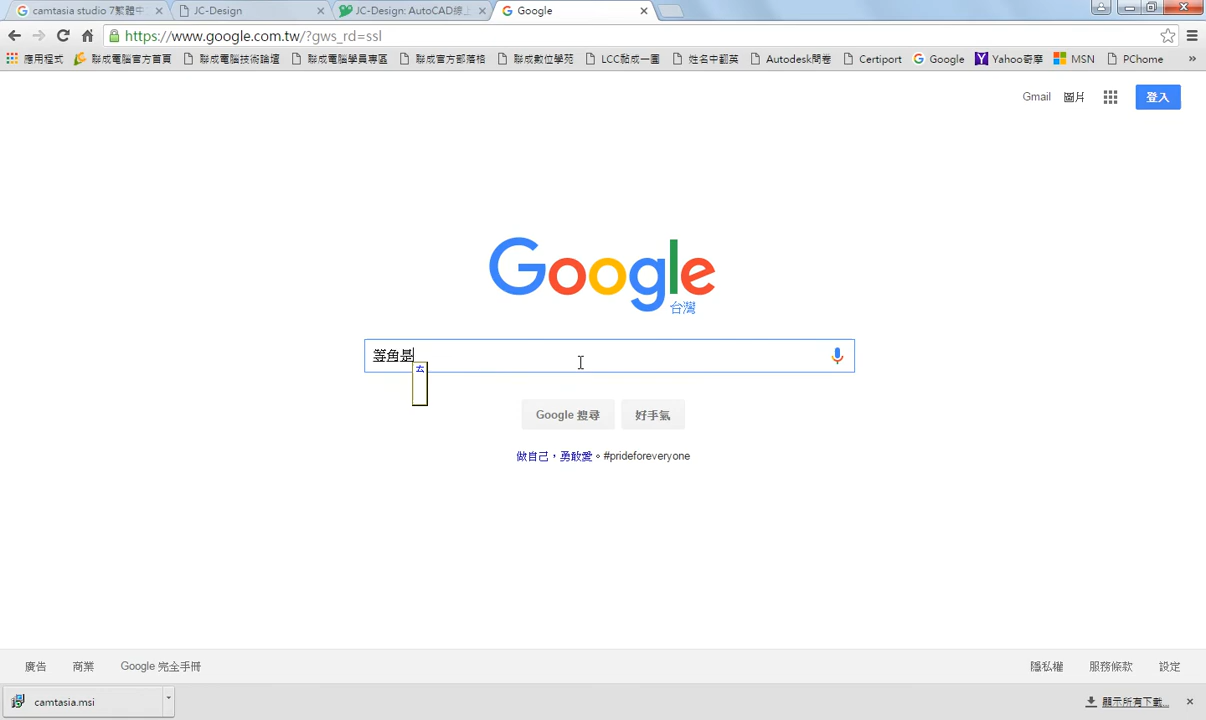 camtasia studio 7繁體中
JC-Design
JC-Design: AutoCAD線上
Google
https://www.google.com.tw/?gws_rd=ssl
應用程式
聯成電腦官方首頁
聯成電腦技術論壇
聯成電腦學員專區
聯成官方部落格
聯成數位學苑
LCC黏成一團
姓名中翻英
Autodesk問卷
Certiport
Google
Yahoo奇摩
MSN
PChome
»
Gmail
圖片
登入
Google
台灣
等角是
ㄊ
Google 搜尋
好手氣
做自己，勇敢愛。#prideforeveryone
廣告
商業
Google 完全手冊
隱私權
服務條款
設定
camtasia.msi
顯示所有下載...